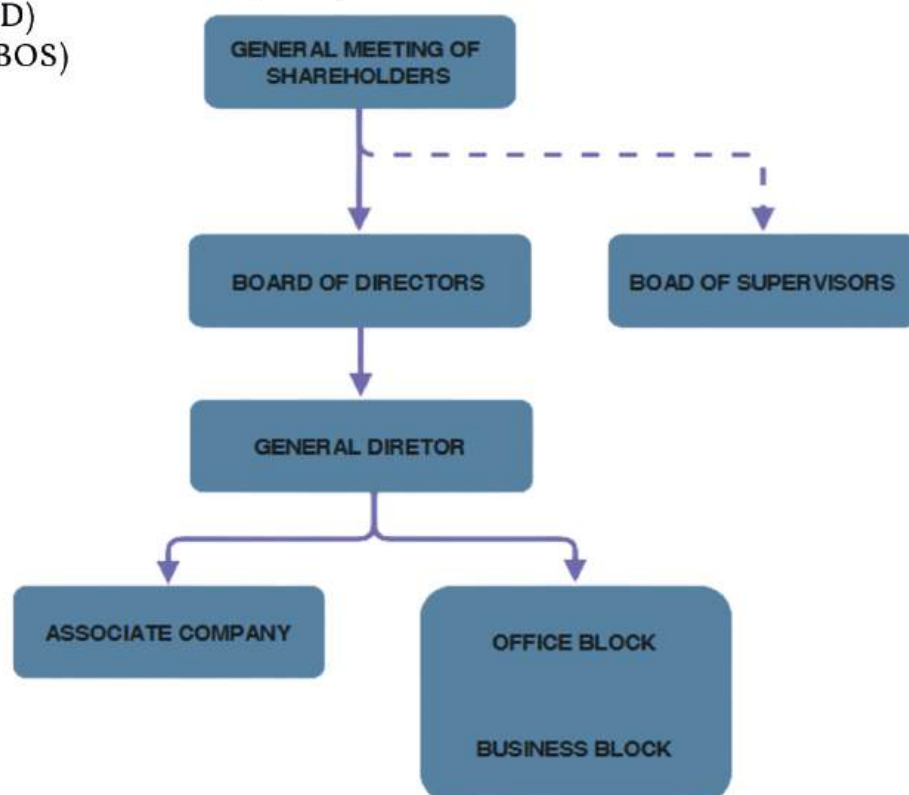 D)
BOS)
GENERAL MEETING OF
SHAREHOLDERS
BOARD OF DIRECTORS
BOAD OF SUPERVISORS
GENERAL DIRETOR
ASSOCIATE COMPANY
OFFICE BLOCK
BUSINESS BLOCK